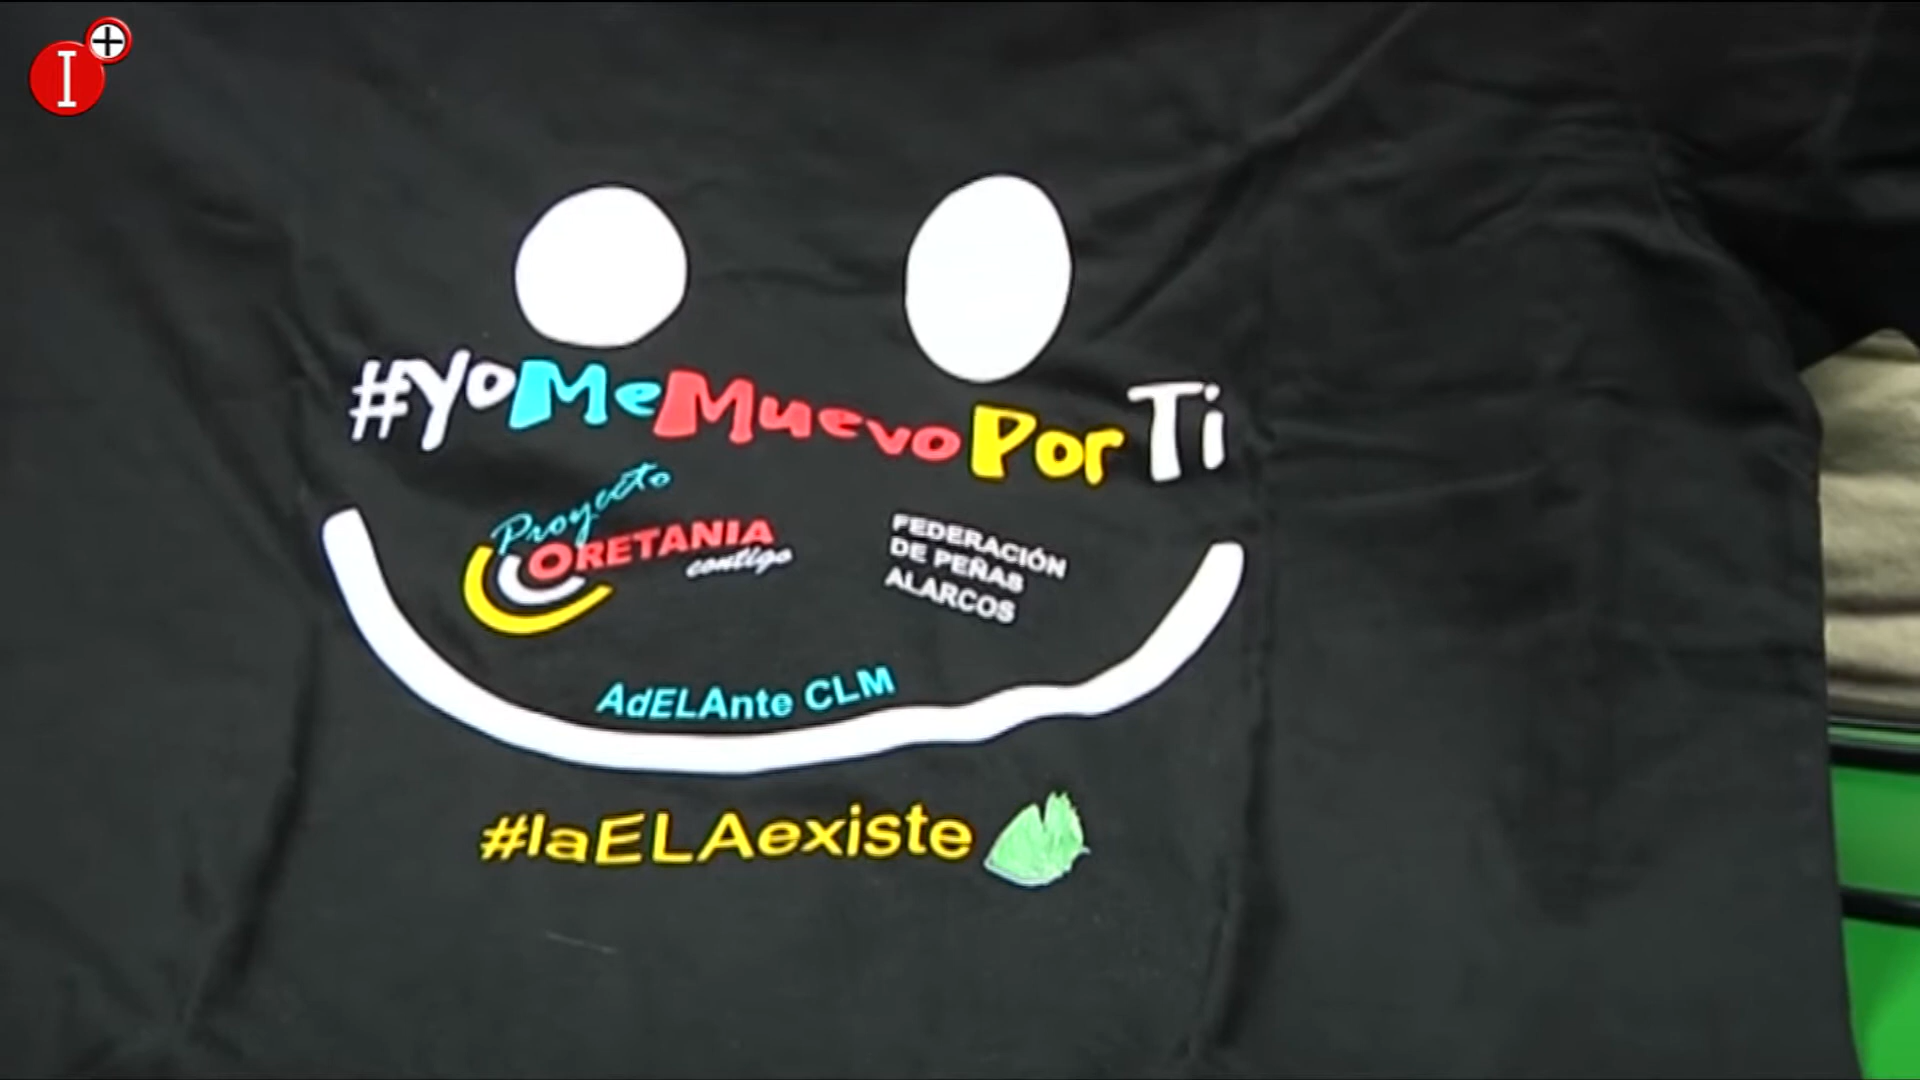 I
#YoMeMuevoPorTi
Proyecto
ORETANIA
contigo
FEDERACIÓN
DE PEÑAS
ALARCOS
AdELAnte CLM
#laELAexiste